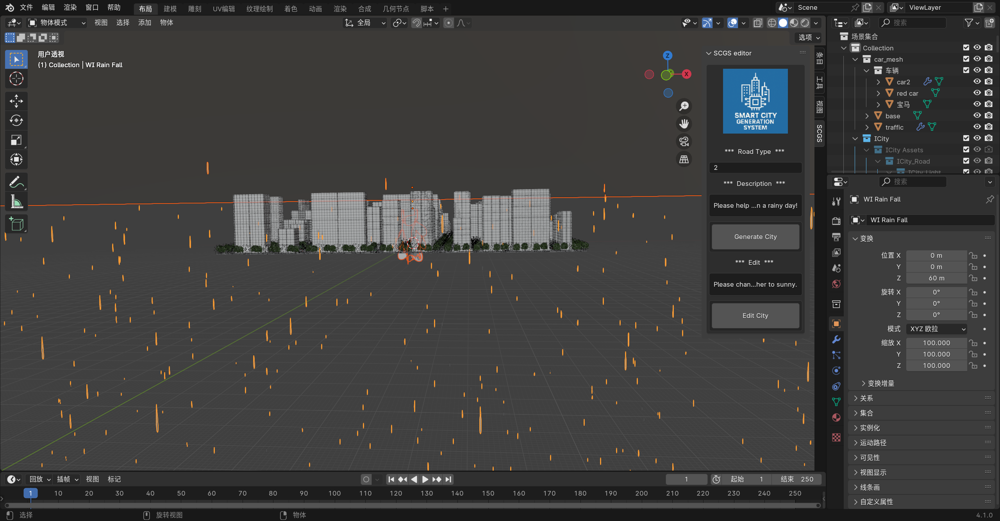 文件 编辑 渲染 窗口 帮助 布局 建模 雕刻 UV编辑 纹理绘制 着色 动画 渲染 合成 几何节点 脚本 + Scene ViewLayer
物体模式 视图 选择 添加 物体 全局 搜索
选项
用户透视
(1) Collection | WI Rain Fall
Z
X
SCGS editor
SMART CITY
GENERATION
SYSTEM
*** Road Type ***
2
*** Description ***
Please help ...n a rainy day!
Generate City
*** Edit ***
Please chan...her to sunny.
Edit City
条目
工具
视图
SCGS
场景集合
Collection
car_mesh
车辆
car2
red car
宝马
base
traffic
ICity
ICity Assets
ICity_Road
ICity_Light
搜索
WI Rain Fall
WI Rain Fall
变换
位置 X 0 m
Y 0 m
Z 60 m
旋转 X 0°
Y 0°
Z 0°
模式 XYZ 欧拉
缩放 X 100.000
Y 100.000
Z 100.000
变换增量
关系
集合
实例化
运动路径
可见性
视图显示
线条画
自定义属性
回放 插帧 视图 标记 1 起始 1 结束 250
1 10 20 30 40 50 60 70 80 90 100 110 120 130 140 150 160 170 180 190 200 210 220 230 240 250
选择 旋转视图 物体 4.1.0